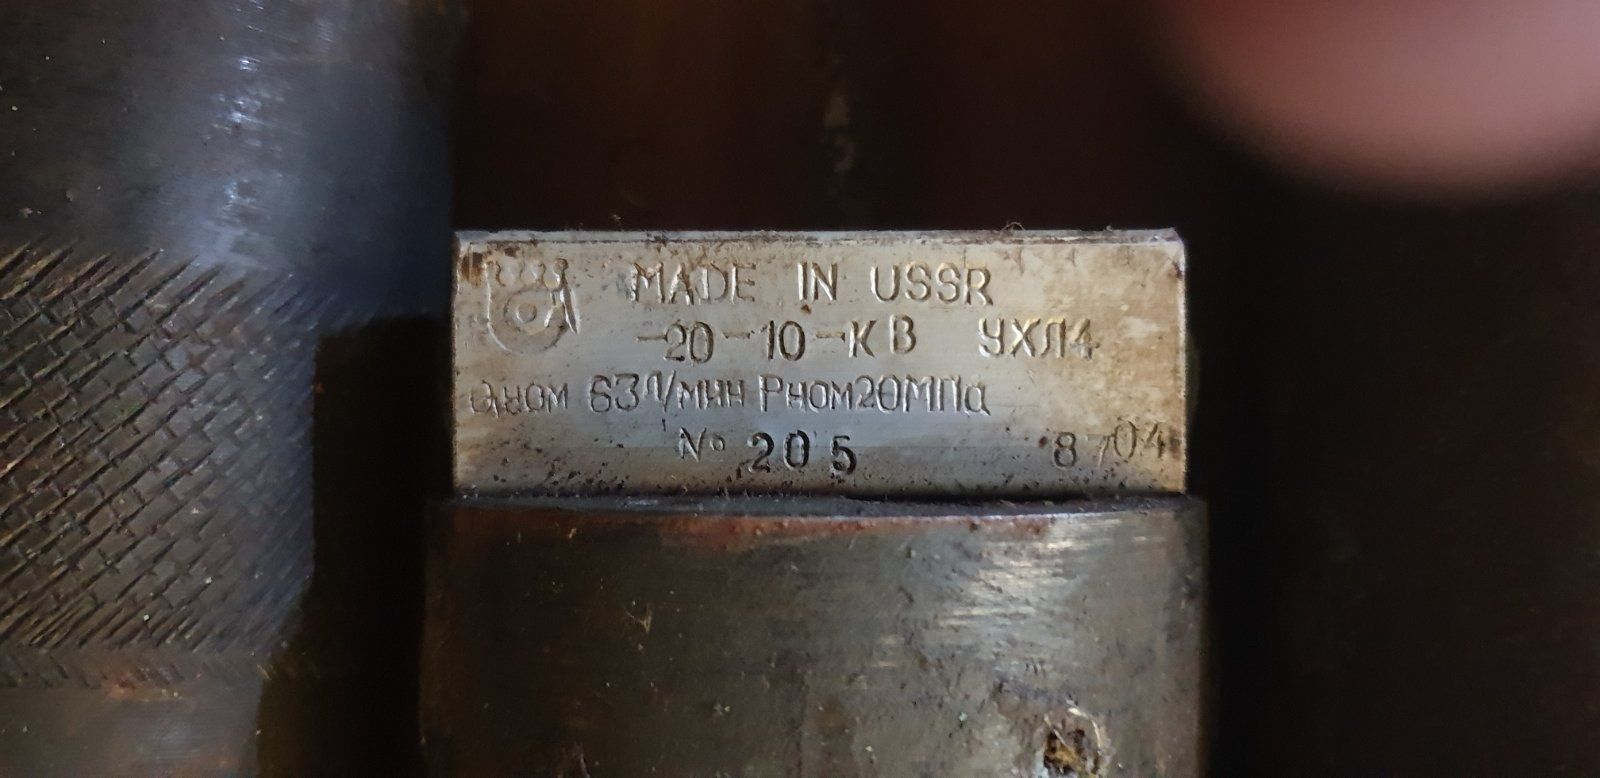 MADE IN USSR
-20-10-КВ УХЛ4
Qном 63л/мин Рном20МПа
№ 205 8704